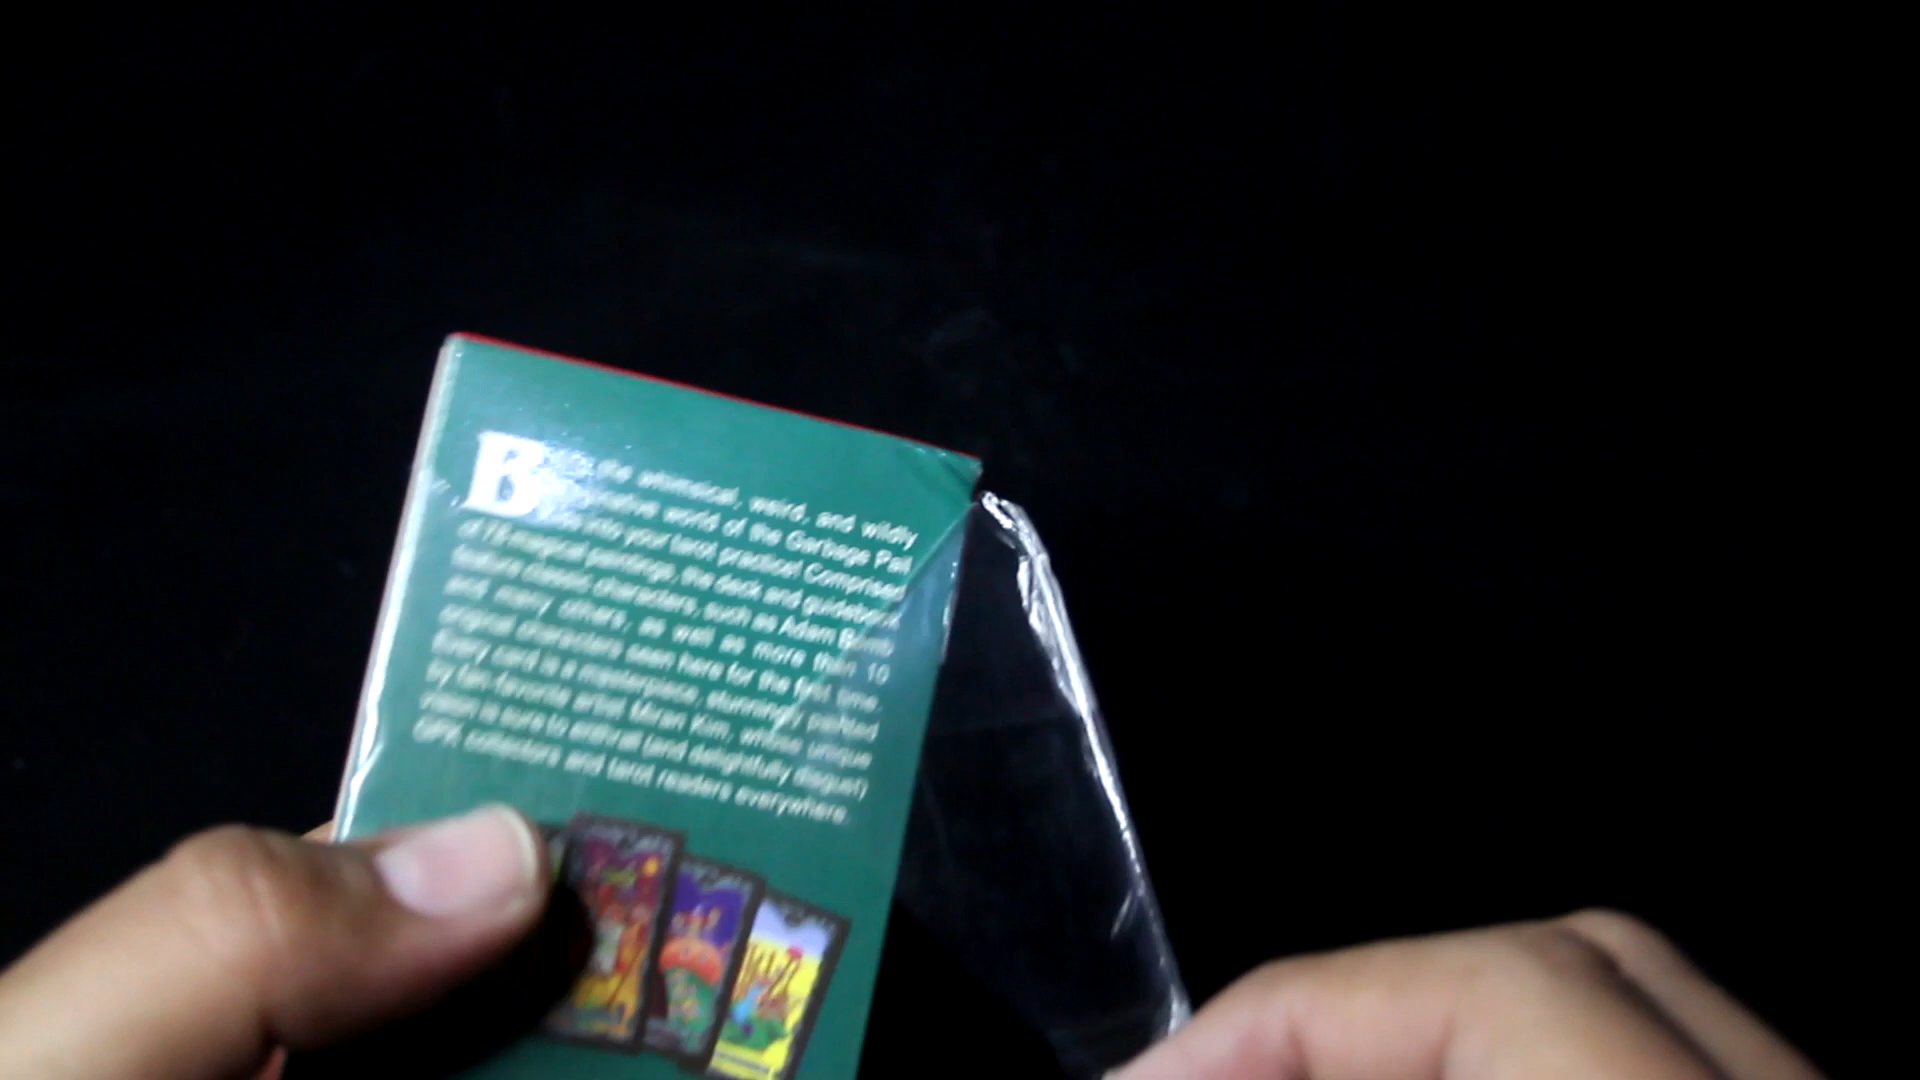 B the whimsical, weird, and wildly
world of the Garbage Pail
into your tarot practice! Comprised
of 78 magical paintings, the deck and guidebook
feature classic characters, such as Adam Bomb
and many others, as well as more than 10
original characters seen here for the first time.
Every card is a masterpiece, stunningly painted
by fan-favorite artist Miran Kim, whose unique
vision is sure to enthrall (and delightfully disgust)
GPK collectors and tarot readers everywhere.